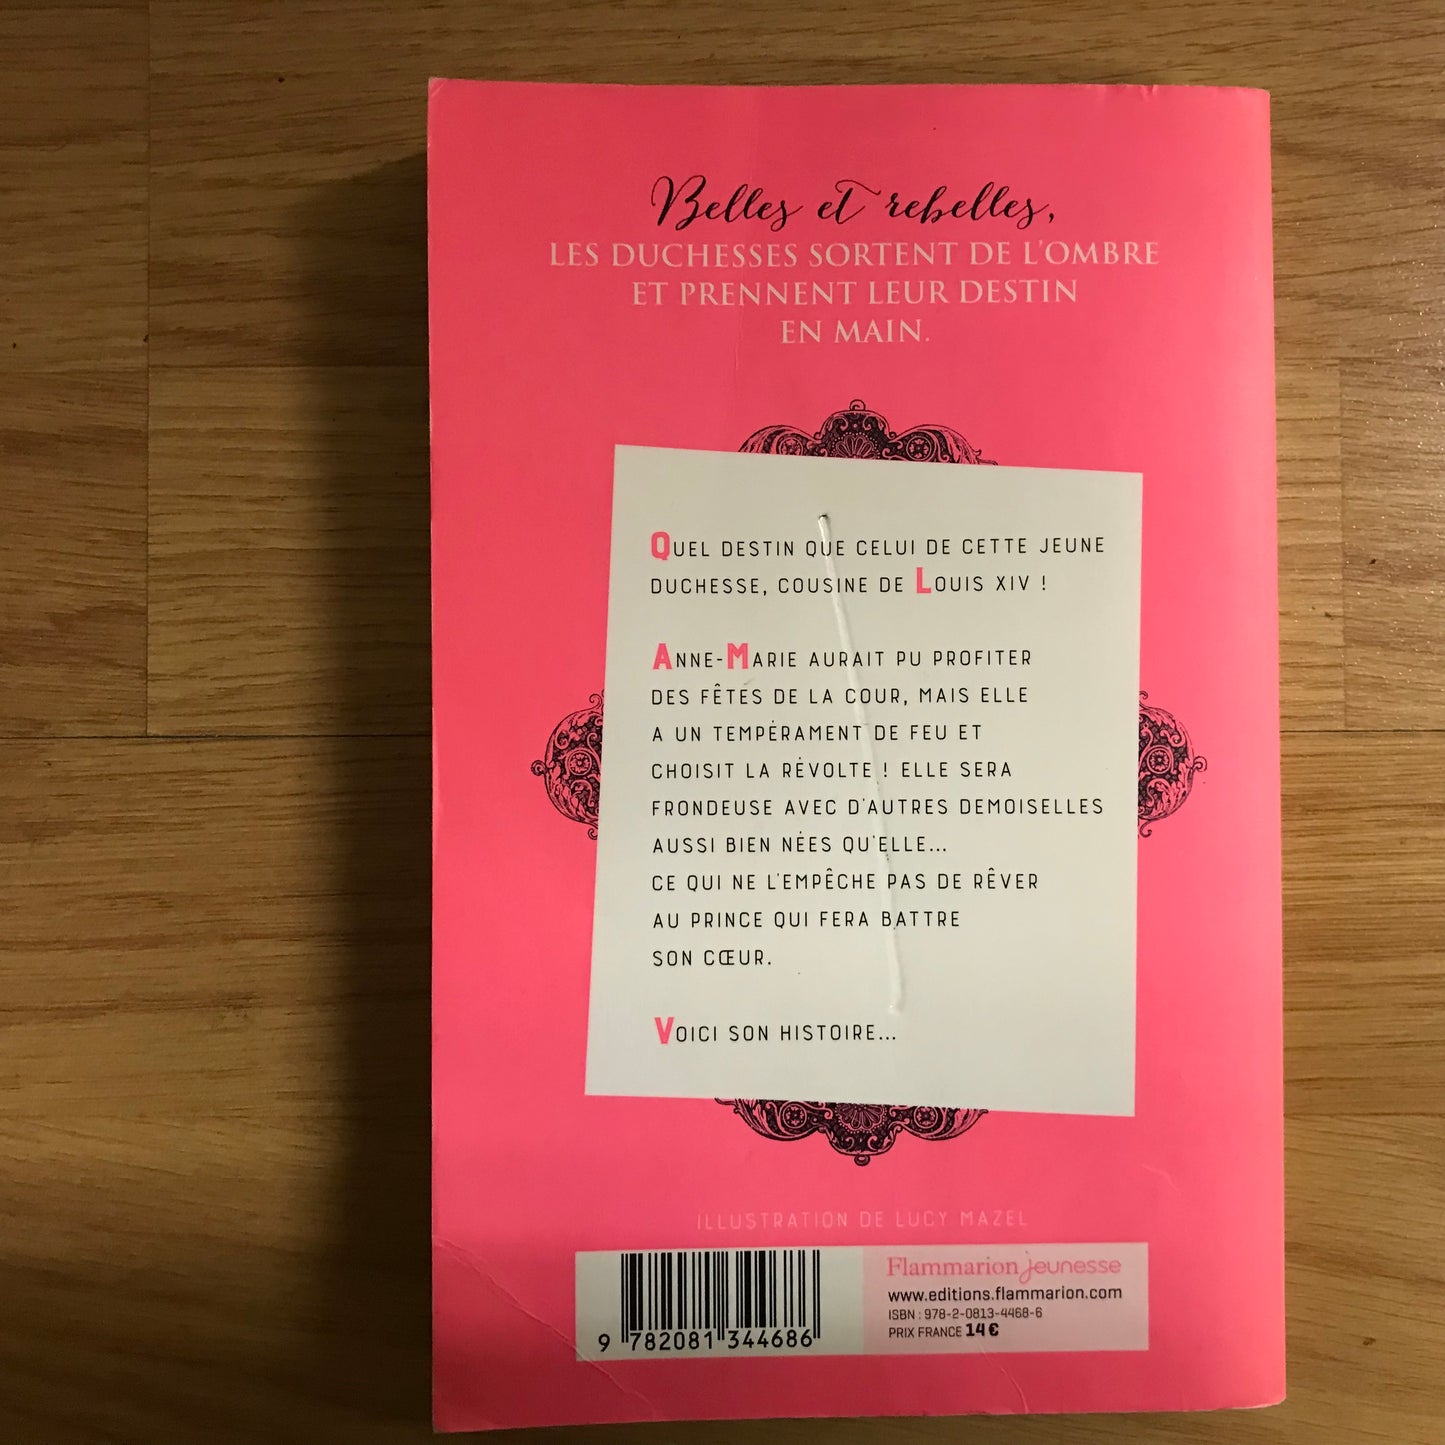 Belles et rebelles,
LES DUCHESSES SORTENT DE L'OMBRE
ET PRENNENT LEUR DESTIN
EN MAIN.
QUEL DESTIN QUE CELUI DE CETTE JEUNE
DUCHESSE, COUSINE DE LOUIS XIV !
ANNE-MARIE AURAIT PU PROFITER
DES FÊTES DE LA COUR, MAIS ELLE
A UN TEMPÉRAMENT DE FEU ET
CHOISIT LA RÉVOLTE ! ELLE SERA
FRONDEUSE AVEC D'AUTRES DEMOISELLES
AUSSI BIEN NÉES QU'ELLE...
CE QUI NE L'EMPÊCHE PAS DE RÊVER
AU PRINCE QUI FERA BATTRE
SON CŒUR.
VOICI SON HISTOIRE...
ILLUSTRATION DE LUCY MAZEL
9 782081 344686
Flammarion jeunesse
www.editions.flammarion.com
ISBN : 978-2-0813-4468-6
PRIX FRANCE 14 €